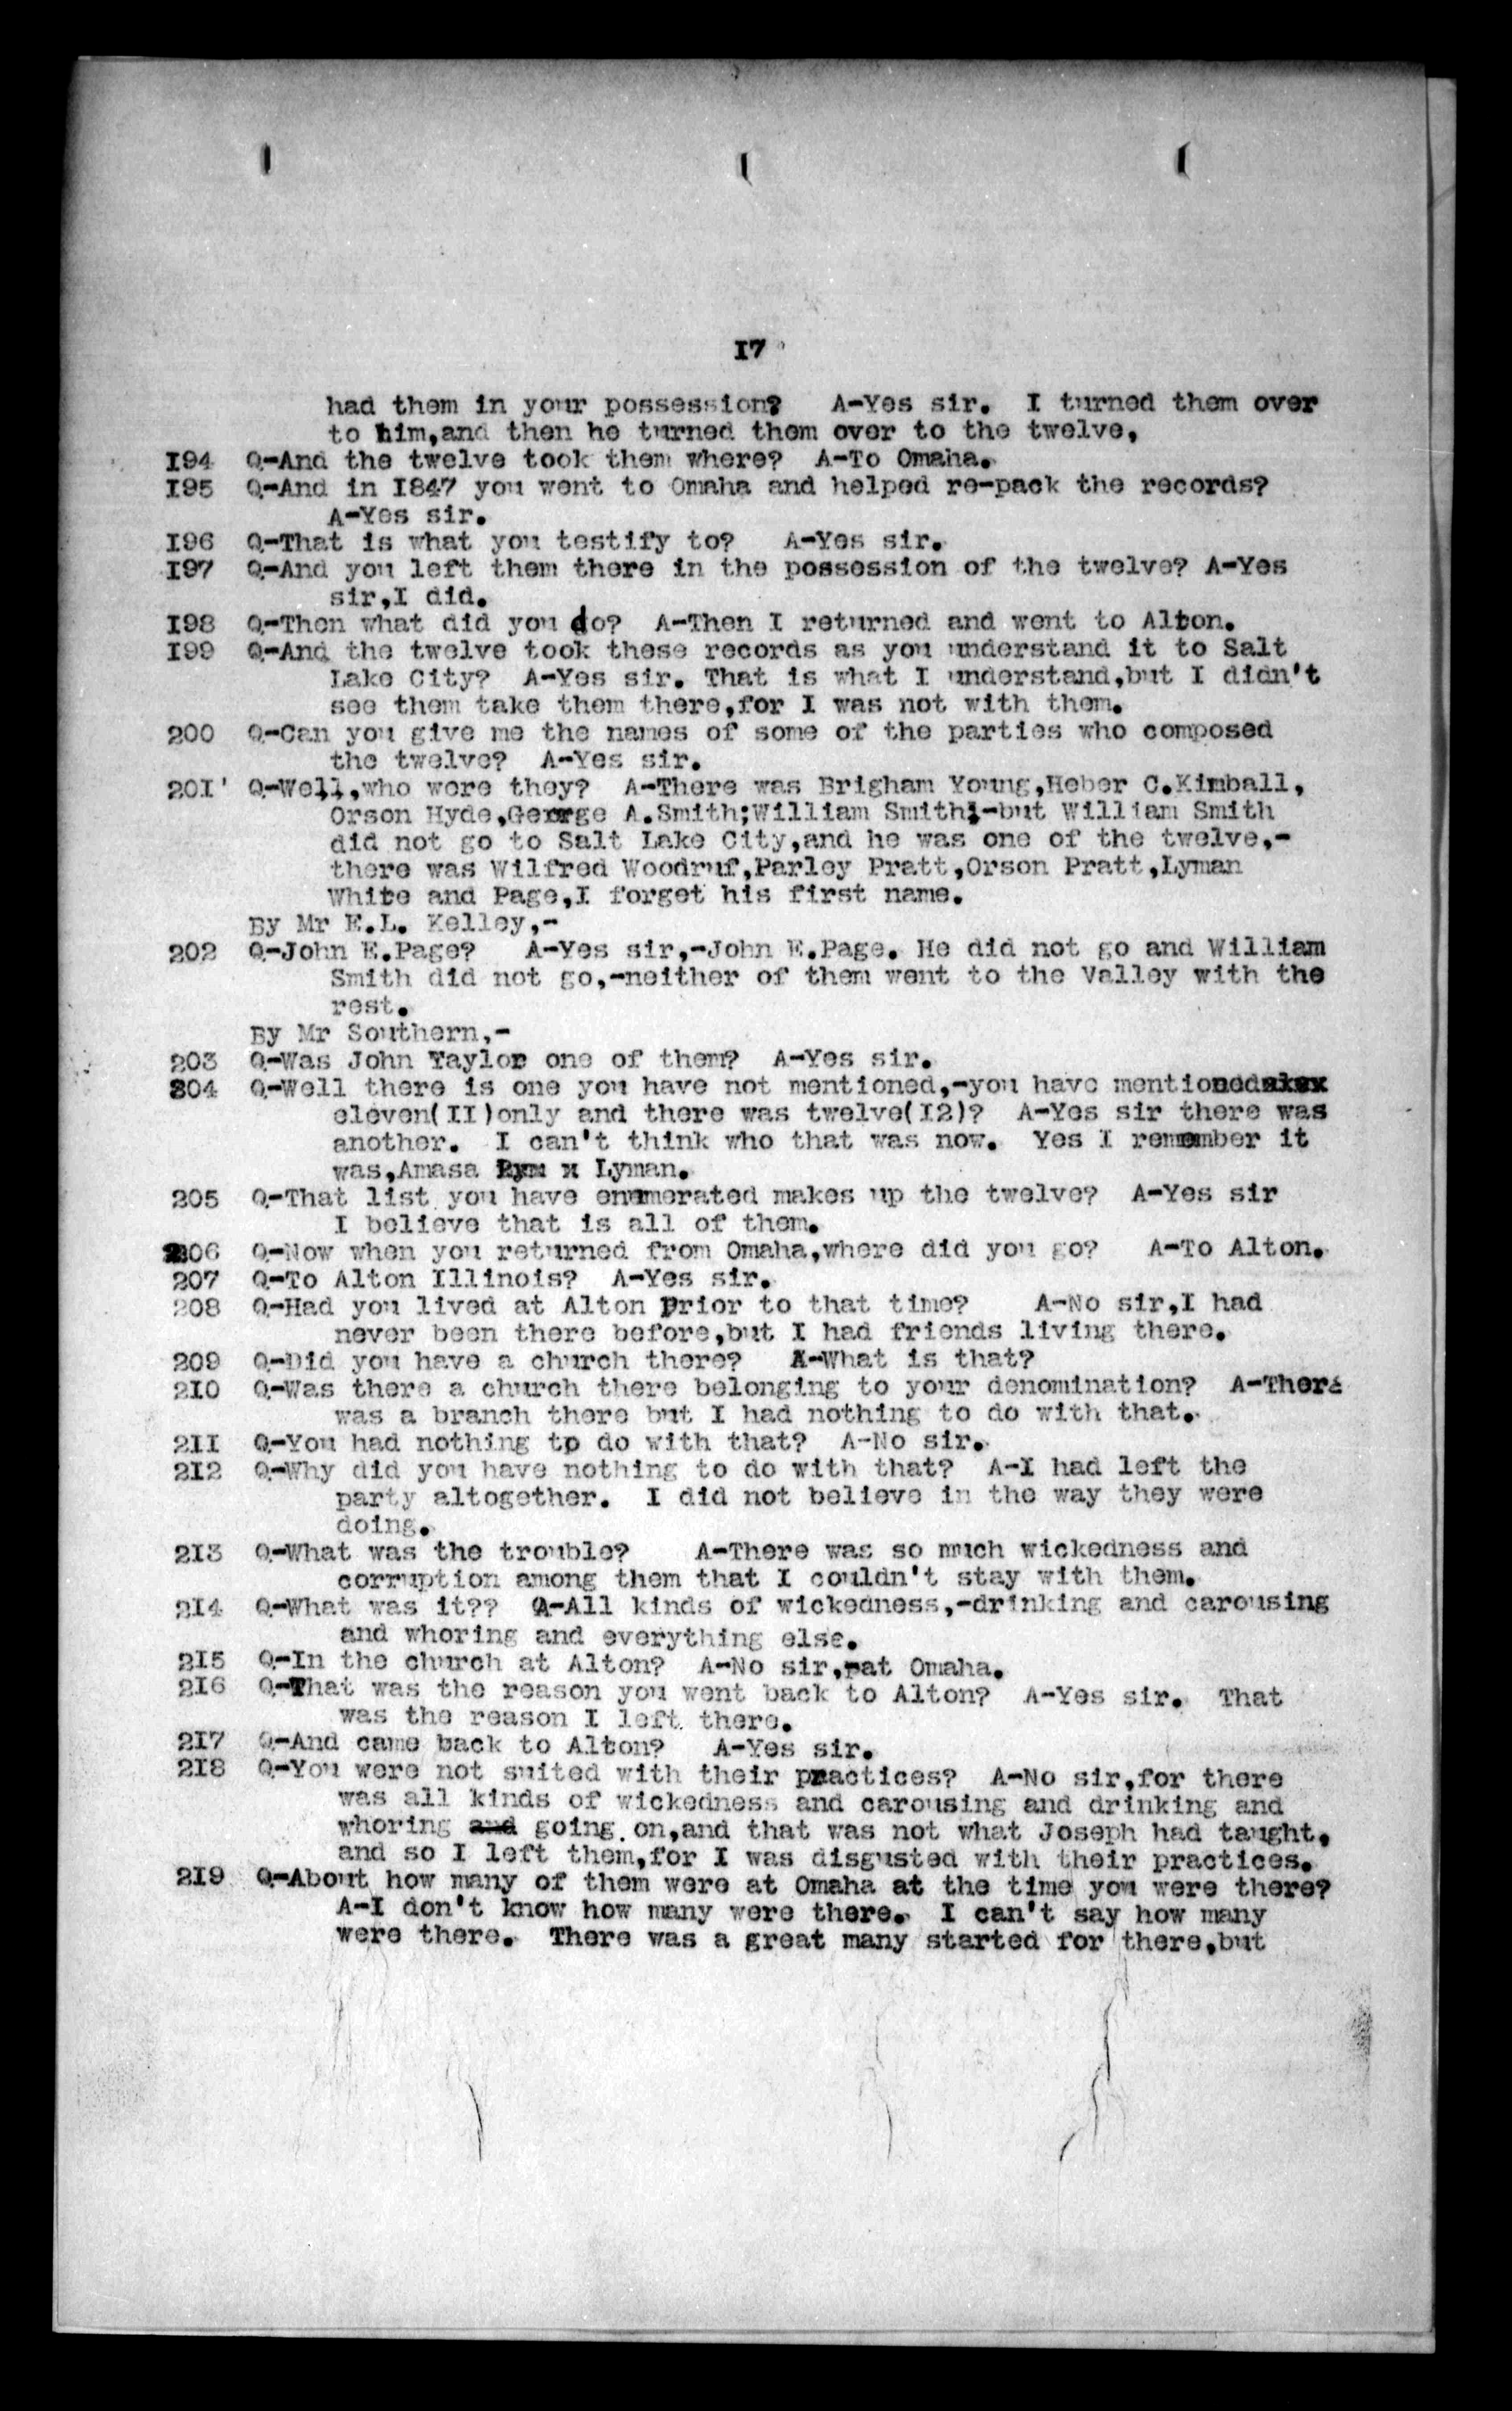 I7
had them in your possession? A-Yes sir. I turned them over
to him,and then he turned them over to the twelve,
I94 Q-And the twelve took them where? A-To Omaha.
I95 Q-And in I847 you went to Omaha and helped re-pack the records?
A-Yes sir.
I96 Q-That is what you testify to? A-Yes sir.
I97 Q-And you left them there in the possession of the twelve? A-Yes
sir,I did.
I98 Q-Then what did you do? A-Then I returned and went to Alton.
I99 Q-And the twelve took these records as you understand it to Salt
Lake City? A-Yes sir. That is what I understand,but I didn't
see them take them there,for I was not with them.
200 Q-Can you give me the names of some of the parties who composed
the twelve? A-Yes sir.
20I' Q-Well,who were they? A-There was Brigham Young,Heber C.Kimball,
Orson Hyde,George A.Smith;William Smith;-but William Smith
did not go to Salt Lake City,and he was one of the twelve,-
there was Wilfred Woodruf,Parley Pratt,Orson Pratt,Lyman
White and Page,I forget his first name.
By Mr E.L. Kelley,-
202 Q-John E.Page? A-Yes sir,-John E.Page. He did not go and William
Smith did not go,-neither of them went to the Valley with the
rest.
By Mr Southern,-
203 Q-Was John Taylor one of them? A-Yes sir.
204 Q-Well there is one you have not mentioned,-you have mentioned
eleven(II)only and there was twelve(I2)? A-Yes sir there was
another. I can't think who that was now. Yes I remember it
was,Amasa Lyman.
205 Q-That list you have enumerated makes up the twelve? A-Yes sir
I believe that is all of them.
206 Q-Now when you returned from Omaha,where did you go? A-To Alton.
207 Q-To Alton Illinois? A-Yes sir.
208 Q-Had you lived at Alton prior to that time? A-No sir,I had
never been there before,but I had friends living there.
209 Q-Did you have a church there? A-What is that?
2I0 Q-Was there a church there belonging to your denomination? A-There
was a branch there but I had nothing to do with that.
2II Q-You had nothing to do with that? A-No sir.
2I2 Q-Why did you have nothing to do with that? A-I had left the
party altogether. I did not believe in the way they were
doing.
2I3 Q-What was the trouble? A-There was so much wickedness and
corruption among them that I couldn't stay with them.
2I4 Q-What was it?? A-All kinds of wickedness,-drinking and carousing
and whoring and everything else.
2I5 Q-In the church at Alton? A-No sir,-at Omaha.
2I6 Q-That was the reason you went back to Alton? A-Yes sir. That
was the reason I left there.
2I7 Q-And came back to Alton? A-Yes sir.
2I8 Q-You were not suited with their practices? A-No sir,for there
was all kinds of wickedness and carousing and drinking and
whoring and going on,and that was not what Joseph had taught,
and so I left them,for I was disgusted with their practices.
2I9 Q-About how many of them were at Omaha at the time you were there?
A-I don't know how many were there. I can't say how many
were there. There was a great many started for there,but